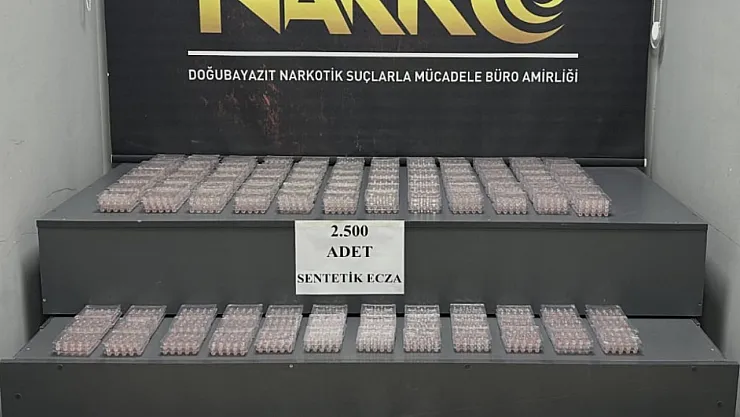 NARKO
DOĞUBAYAZIT NARKOTİK SUÇLARLA MÜCADELE BÜRO AMİRLİĞİ
2.500
ADET
SENTETİK ECZA